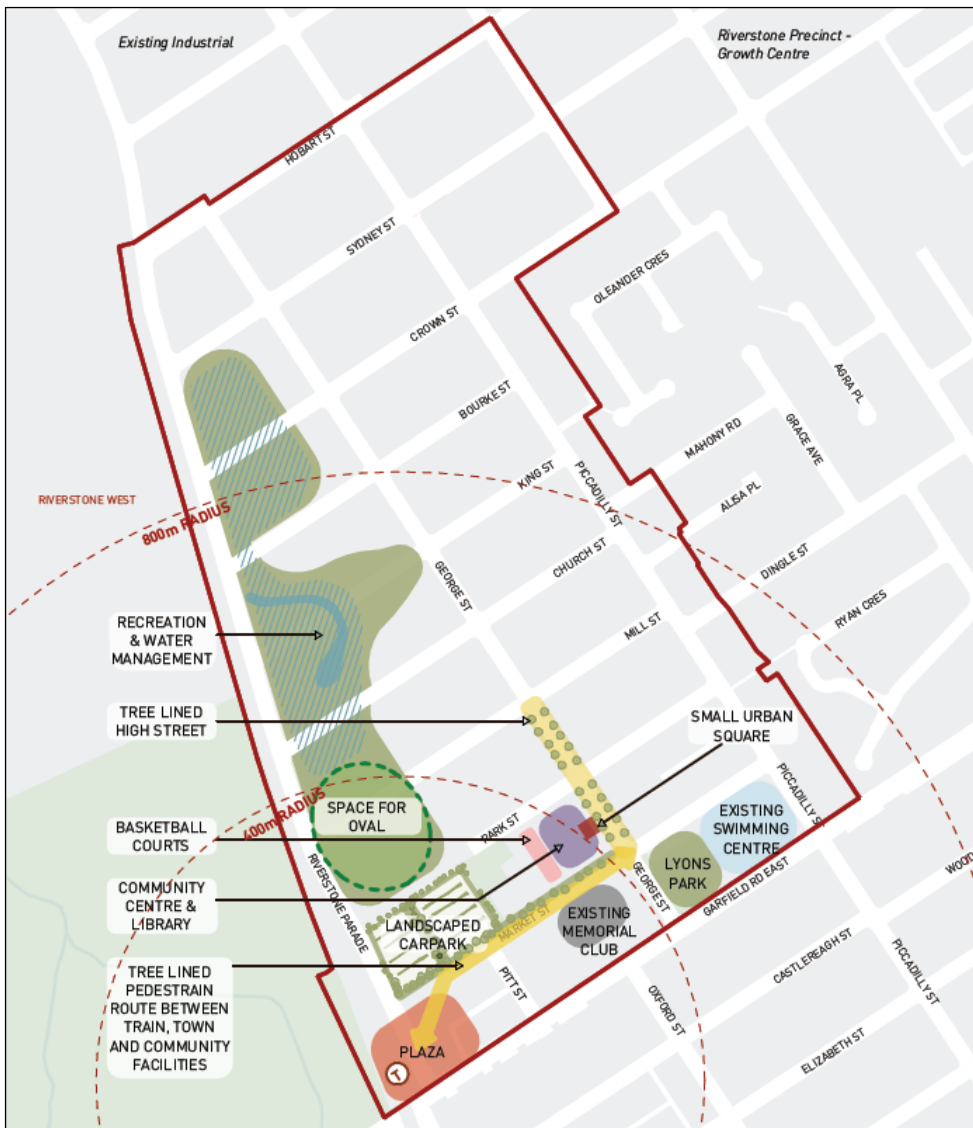 Existing Industrial
Riverstone Precinct -
Growth Centre
HOBART ST
SYDNEY ST
OLEANDER CRES
CROWN ST
BOURKE ST
AGRA PL
GRACE AVE
MAHONY RD
KING ST
PICCADILLY ST
ALISA PL
RIVERSTONE WEST
800m RADIUS
CHURCH ST
DINGLE ST
GEORGE ST
MILL ST
RYAN CRES
RECREATION
& WATER
MANAGEMENT
TREE LINED
HIGH STREET
SMALL URBAN
SQUARE
PICCADILLY ST
400m RADIUS
SPACE FOR
OVAL
EXISTING
SWIMMING
CENTRE
BASKETBALL
COURTS
PARK ST
LYONS
PARK
GARFIELD RD EAST
WOOD
RIVERSTONE PARADE
GEORGE ST
COMMUNITY
CENTRE &
LIBRARY
LANDSCAPED
CARPARK
MARKET ST
EXISTING
MEMORIAL
CLUB
CASTLEREAGH ST
PICCADILLY ST
TREE LINED
PEDESTRAIN
ROUTE BETWEEN
TRAIN, TOWN
AND COMMUNITY
FACILITIES
PITT ST
OXFORD ST
ELIZABETH ST
PLAZA
T